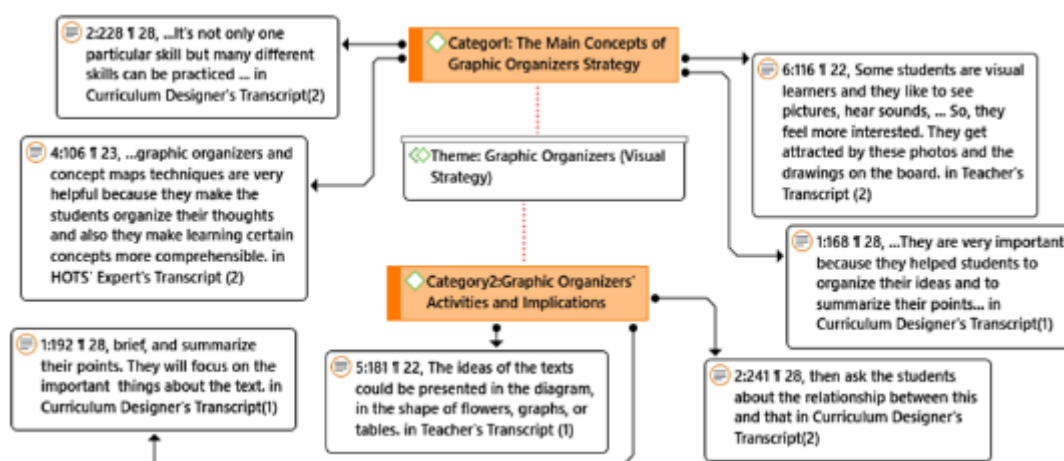 2:228 ¶ 28, ...It's not only one
particular skill but many different
skills can be practiced ... in
Curriculum Designer's Transcript(2)
Categor1: The Main Concepts of
Graphic Organizers Strategy
6:116 ¶ 22, Some students are visual
learners and they like to see
pictures, hear sounds, ... So, they
feel more interested. They get
attracted by these photos and the
drawings on the board. in Teacher's
Transcript (2)
4:106 ¶ 23, ...graphic organizers and
concept maps techniques are very
helpful because they make the
students organize their thoughts
and also they make learning certain
concepts more comprehensible. in
HOTS' Expert's Transcript (2)
Theme: Graphic Organizers (Visual
Strategy)
1:168 ¶ 28, ...They are very important
because they helped students to
organize their ideas and to
summarize their points... in
Curriculum Designer's Transcript(1)
Category2:Graphic Organizers'
Activities and Implications
1:192 ¶ 28, brief, and summarize
their points. They will focus on the
important things about the text. in
Curriculum Designer's Transcript(1)
5:181 ¶ 22, The ideas of the texts
could be presented in the diagram,
in the shape of flowers, graphs, or
tables. in Teacher's Transcript (1)
2:241 ¶ 28, then ask the students
about the relationship between this
and that in Curriculum Designer's
Transcript(2)